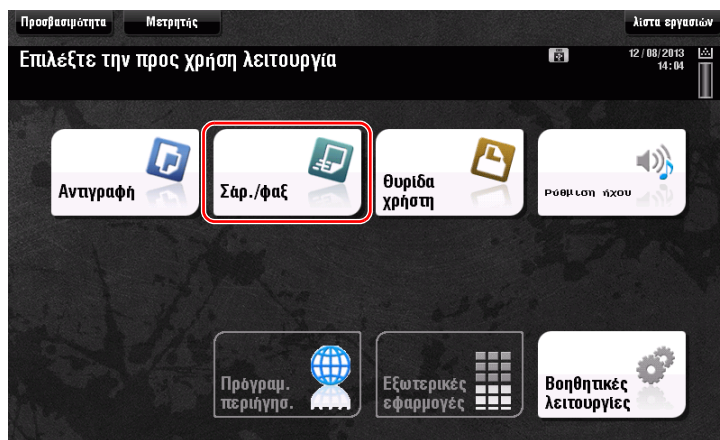 Προσβασιμότητα Μετρητής λίστα εργασιών
Επιλέξτε την προς χρήση λειτουργία
12/08/2013
14:04
Αντιγραφή
Σάρ./φαξ
Θυρίδα
χρήστη
Ρύθμιση ήχου
Πρόγραμ.
περιήγησ.
Εξωτερικές
εφαρμογές
Βοηθητικές
λειτουργίες